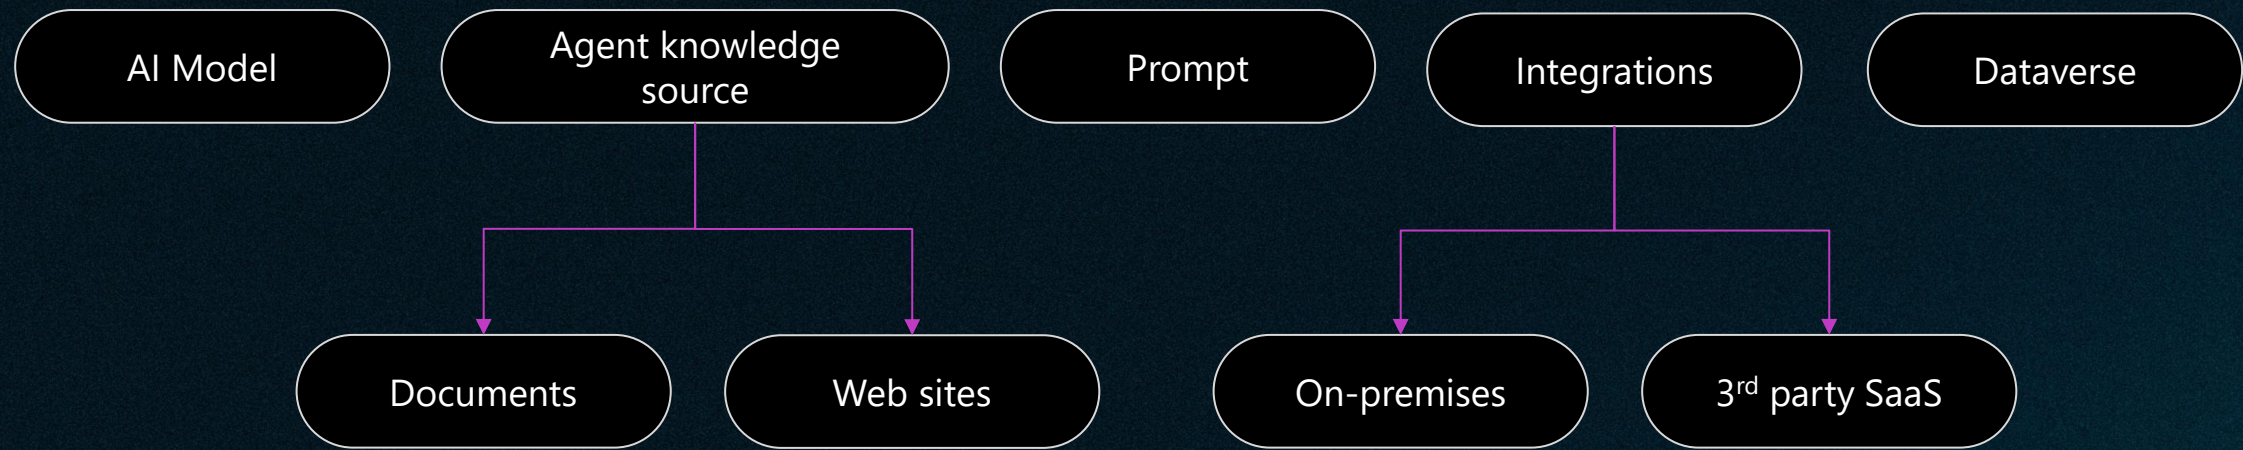 AI Model
Agent knowledge
source
Prompt
Integrations
Dataverse
Documents
Web sites
On-premises
3rd party SaaS